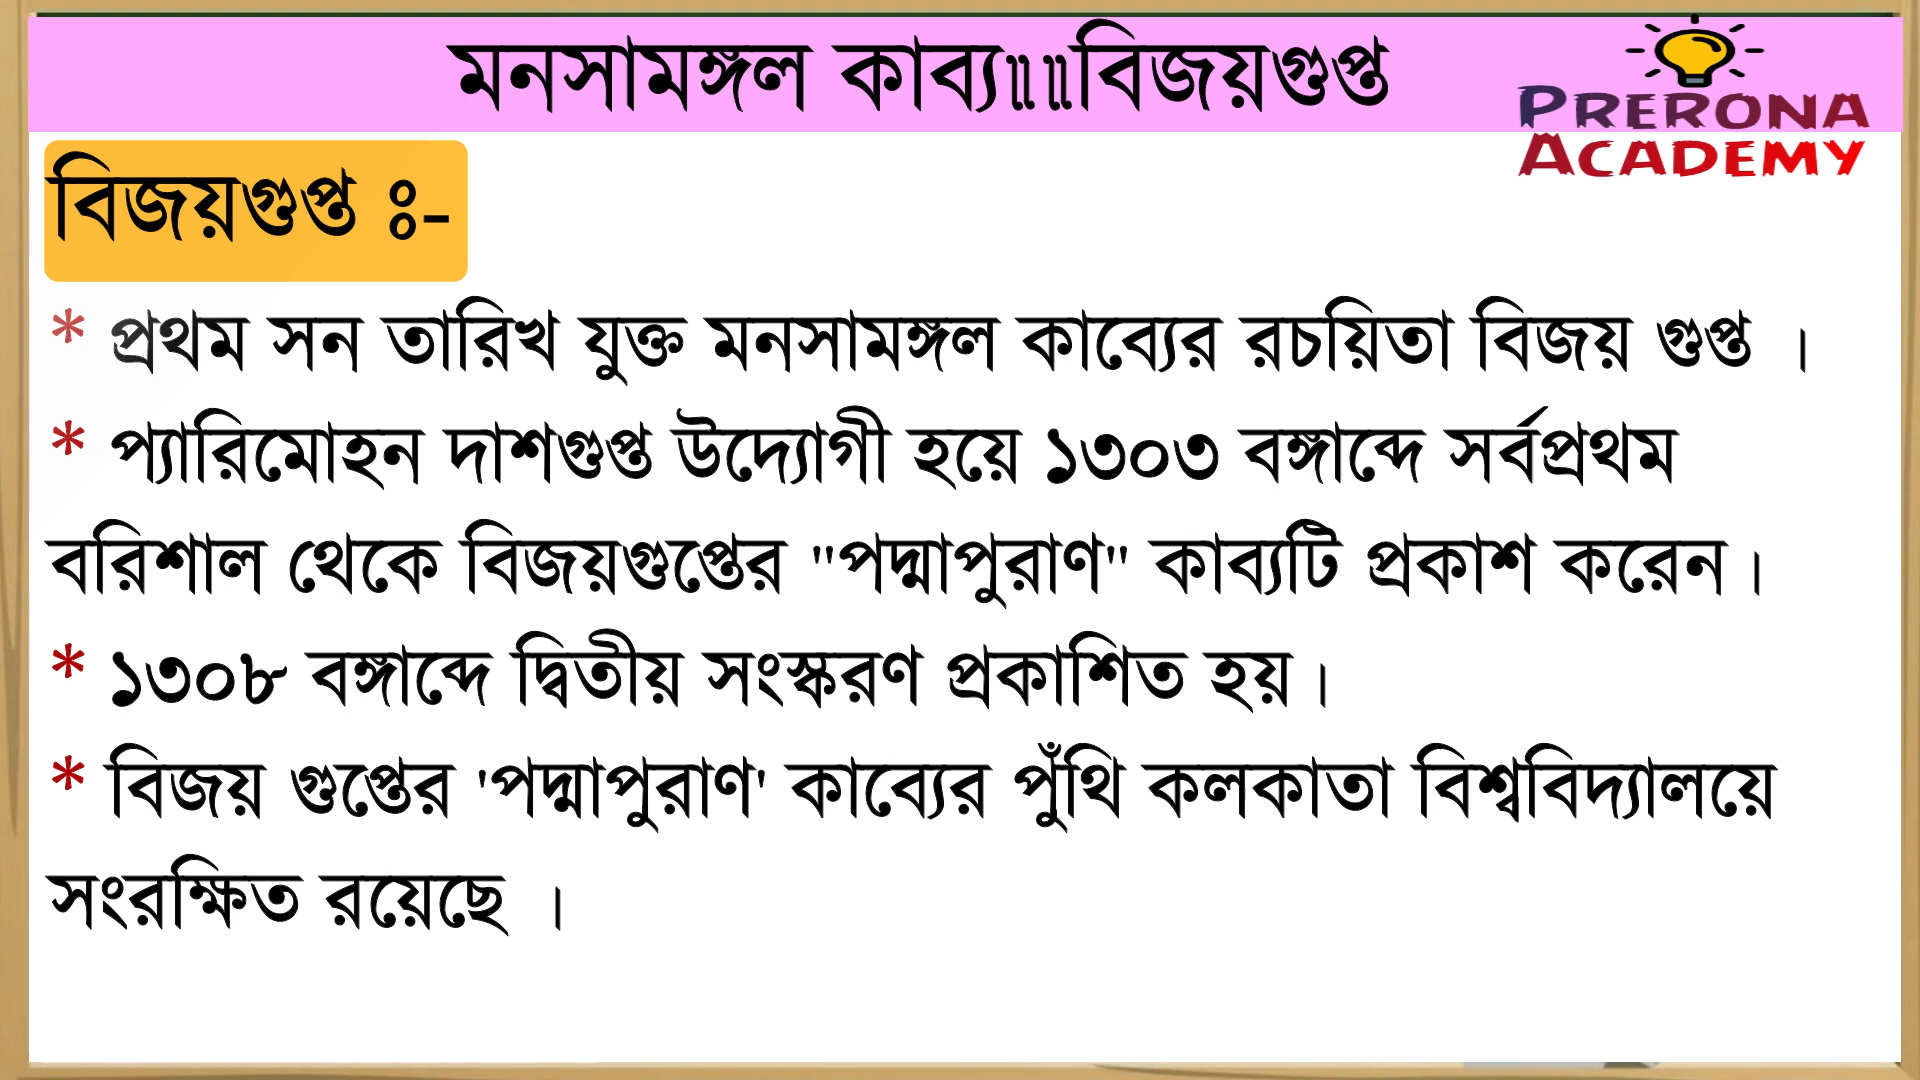 মনসামঙ্গল কাব্য৷৷৷৷বিজয়গুপ্ত
PRERONA
ACADEMY
বিজয়গুপ্ত ঃ-
* প্রথম সন তারিখ যুক্ত মনসামঙ্গল কাব্যের রচয়িতা বিজয় গুপ্ত ।
* প্যারিমোহন দাশগুপ্ত উদ্যোগী হয়ে ১৩০৩ বঙ্গাব্দে সর্বপ্রথম
বরিশাল থেকে বিজয়গুপ্তের "পদ্মাপুরাণ" কাব্যটি প্রকাশ করেন।
* ১৩০৮ বঙ্গাব্দে দ্বিতীয় সংস্করণ প্রকাশিত হয়।
* বিজয় গুপ্তের 'পদ্মাপুরাণ' কাব্যের পুঁথি কলকাতা বিশ্ববিদ্যালয়ে
সংরক্ষিত রয়েছে ।